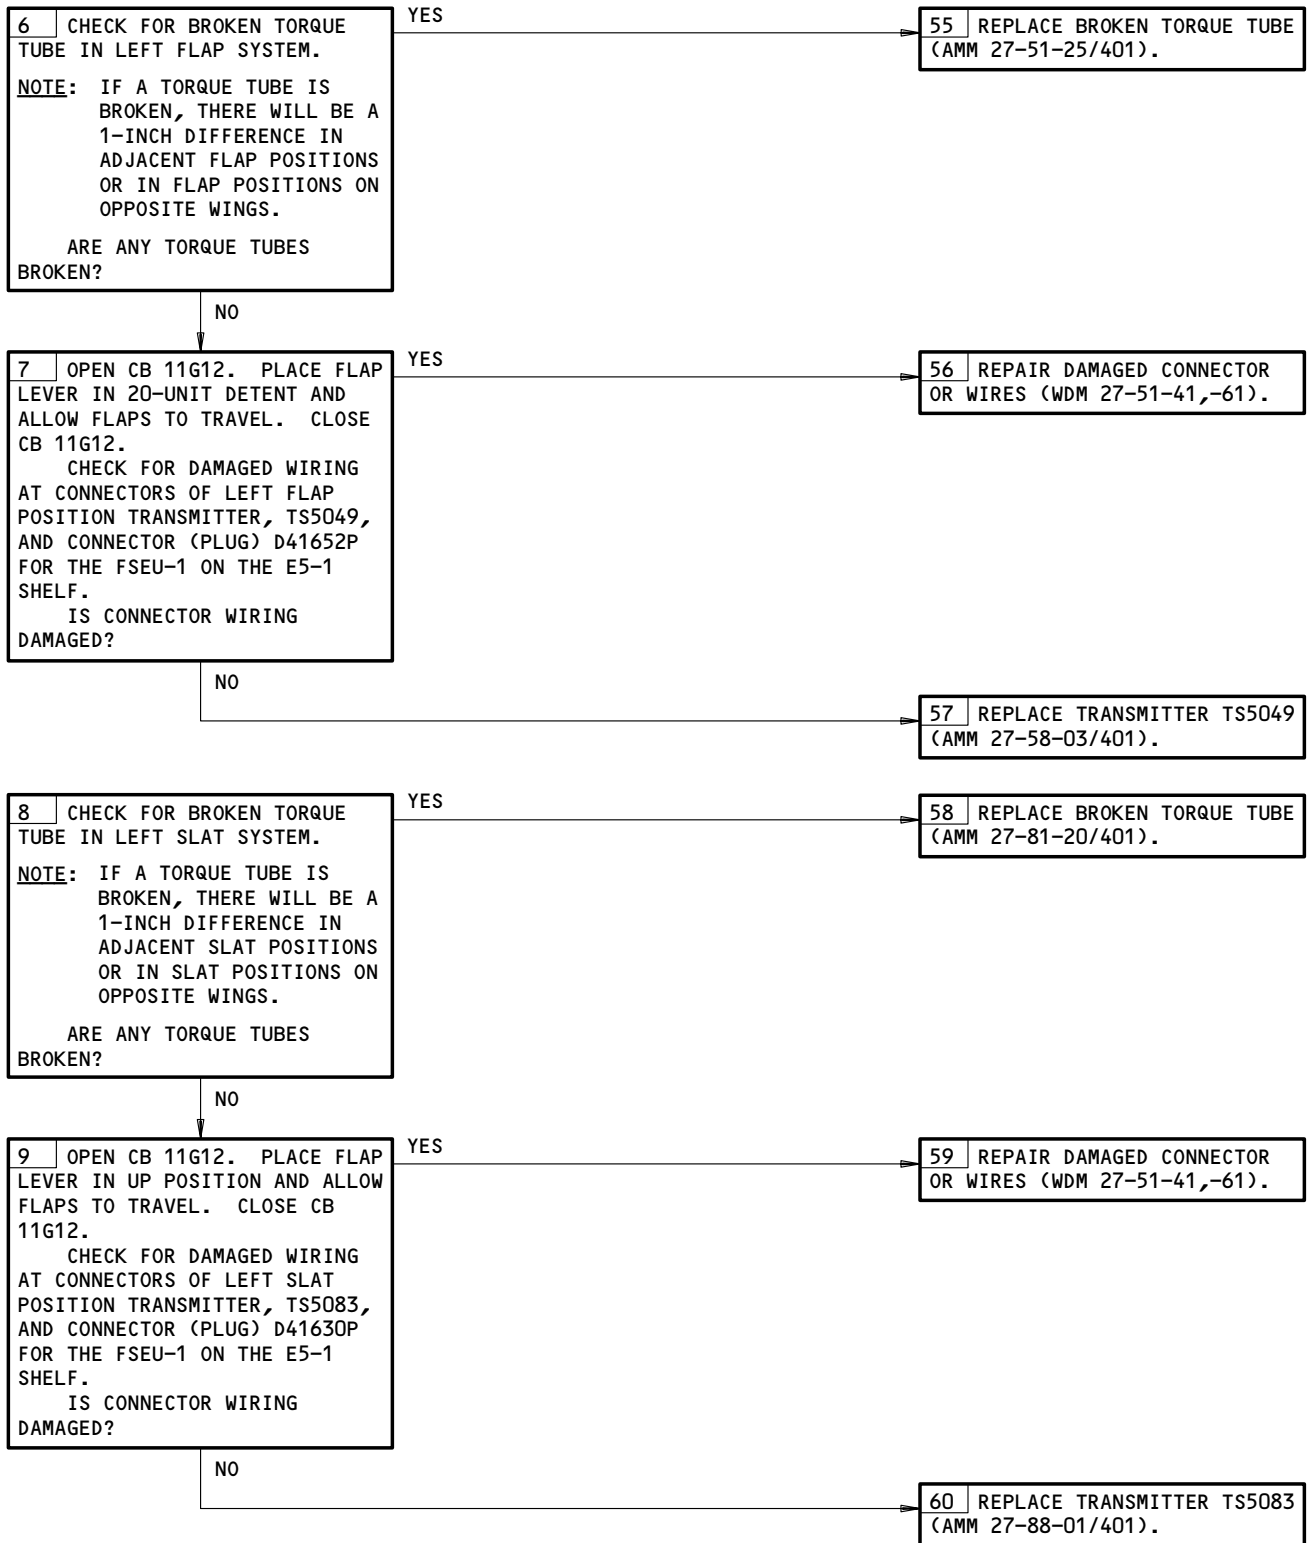 6 CHECK FOR BROKEN TORQUE
TUBE IN LEFT FLAP SYSTEM.
NOTE: IF A TORQUE TUBE IS
BROKEN, THERE WILL BE A
1-INCH DIFFERENCE IN
ADJACENT FLAP POSITIONS
OR IN FLAP POSITIONS ON
OPPOSITE WINGS.
ARE ANY TORQUE TUBES
BROKEN?
YES
55 REPLACE BROKEN TORQUE TUBE
(AMM 27-51-25/401).
NO
7 OPEN CB 11G12. PLACE FLAP
LEVER IN 20-UNIT DETENT AND
ALLOW FLAPS TO TRAVEL. CLOSE
CB 11G12.
CHECK FOR DAMAGED WIRING
AT CONNECTORS OF LEFT FLAP
POSITION TRANSMITTER, TS5049,
AND CONNECTOR (PLUG) D41652P
FOR THE FSEU-1 ON THE E5-1
SHELF.
IS CONNECTOR WIRING
DAMAGED?
YES
56 REPAIR DAMAGED CONNECTOR
OR WIRES (WDM 27-51-41,-61).
NO
57 REPLACE TRANSMITTER TS5049
(AMM 27-58-03/401).
8 CHECK FOR BROKEN TORQUE
TUBE IN LEFT SLAT SYSTEM.
NOTE: IF A TORQUE TUBE IS
BROKEN, THERE WILL BE A
1-INCH DIFFERENCE IN
ADJACENT SLAT POSITIONS
OR IN SLAT POSITIONS ON
OPPOSITE WINGS.
ARE ANY TORQUE TUBES
BROKEN?
YES
58 REPLACE BROKEN TORQUE TUBE
(AMM 27-81-20/401).
NO
9 OPEN CB 11G12. PLACE FLAP
LEVER IN UP POSITION AND ALLOW
FLAPS TO TRAVEL. CLOSE CB
11G12.
CHECK FOR DAMAGED WIRING
AT CONNECTORS OF LEFT SLAT
POSITION TRANSMITTER, TS5083,
AND CONNECTOR (PLUG) D41630P
FOR THE FSEU-1 ON THE E5-1
SHELF.
IS CONNECTOR WIRING
DAMAGED?
YES
59 REPAIR DAMAGED CONNECTOR
OR WIRES (WDM 27-51-41,-61).
NO
60 REPLACE TRANSMITTER TS5083
(AMM 27-88-01/401).